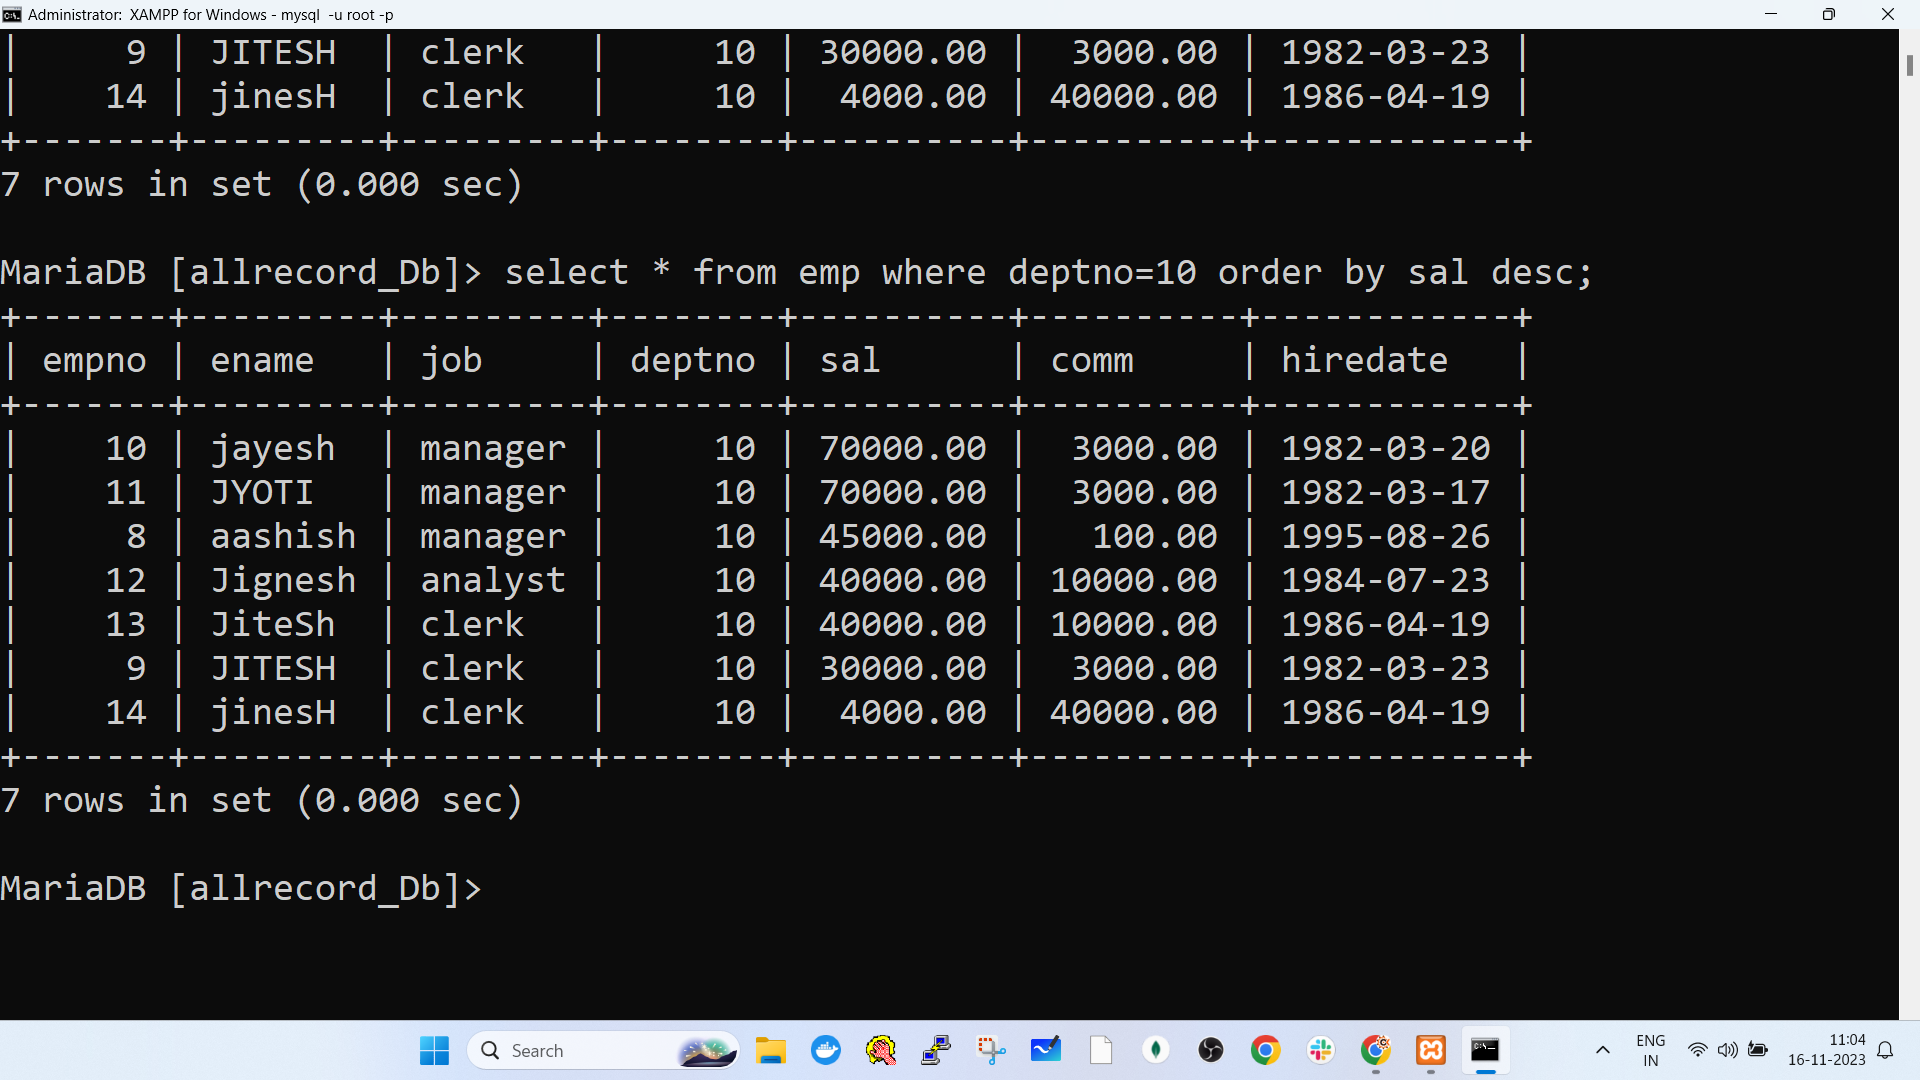 Administrator:  XAMPP for Windows - mysql  -u root -p
|     9 | JITESH  | clerk   |     10 | 30000.00 |  3000.00 | 1982-03-23 |
|    14 | jinesH  | clerk   |     10 |  4000.00 | 40000.00 | 1986-04-19 |
+-------+---------+---------+--------+----------+----------+------------+
7 rows in set (0.000 sec)
MariaDB [allrecord_Db]> select * from emp where deptno=10 order by sal desc;
+-------+---------+---------+--------+----------+----------+------------+
| empno | ename   | job     | deptno | sal      | comm     | hiredate   |
+-------+---------+---------+--------+----------+----------+------------+
|    10 | jayesh  | manager |     10 | 70000.00 |  3000.00 | 1982-03-20 |
|    11 | JYOTI   | manager |     10 | 70000.00 |  3000.00 | 1982-03-17 |
|     8 | aashish | manager |     10 | 45000.00 |   100.00 | 1995-08-26 |
|    12 | Jignesh | analyst |     10 | 40000.00 | 10000.00 | 1984-07-23 |
|    13 | JiteSh  | clerk   |     10 | 40000.00 | 10000.00 | 1986-04-19 |
|     9 | JITESH  | clerk   |     10 | 30000.00 |  3000.00 | 1982-03-23 |
|    14 | jinesH  | clerk   |     10 |  4000.00 | 40000.00 | 1986-04-19 |
+-------+---------+---------+--------+----------+----------+------------+
7 rows in set (0.000 sec)
MariaDB [allrecord_Db]>
Search
ENG
IN
11:04
16-11-2023